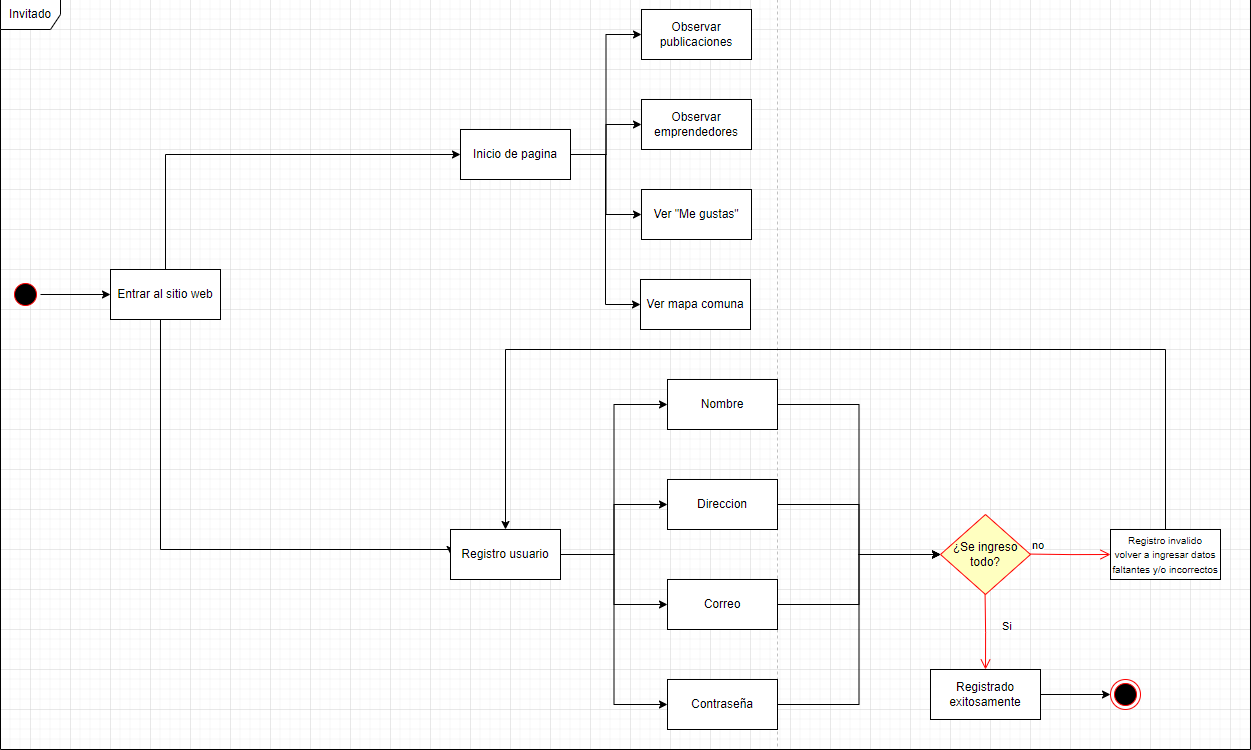 Invitado
Observar
publicaciones
Observar
emprendedores
Inicio de pagina
Ver "Me gustas"
Entrar al sitio web
Ver mapa comuna
Nombre
Direccion
Registro usuario
¿Se ingreso
todo?
no
Registro invalido
volver a ingresar datos
faltantes y/o incorrectos
Correo
Si
Contraseña
Registrado
exitosamente